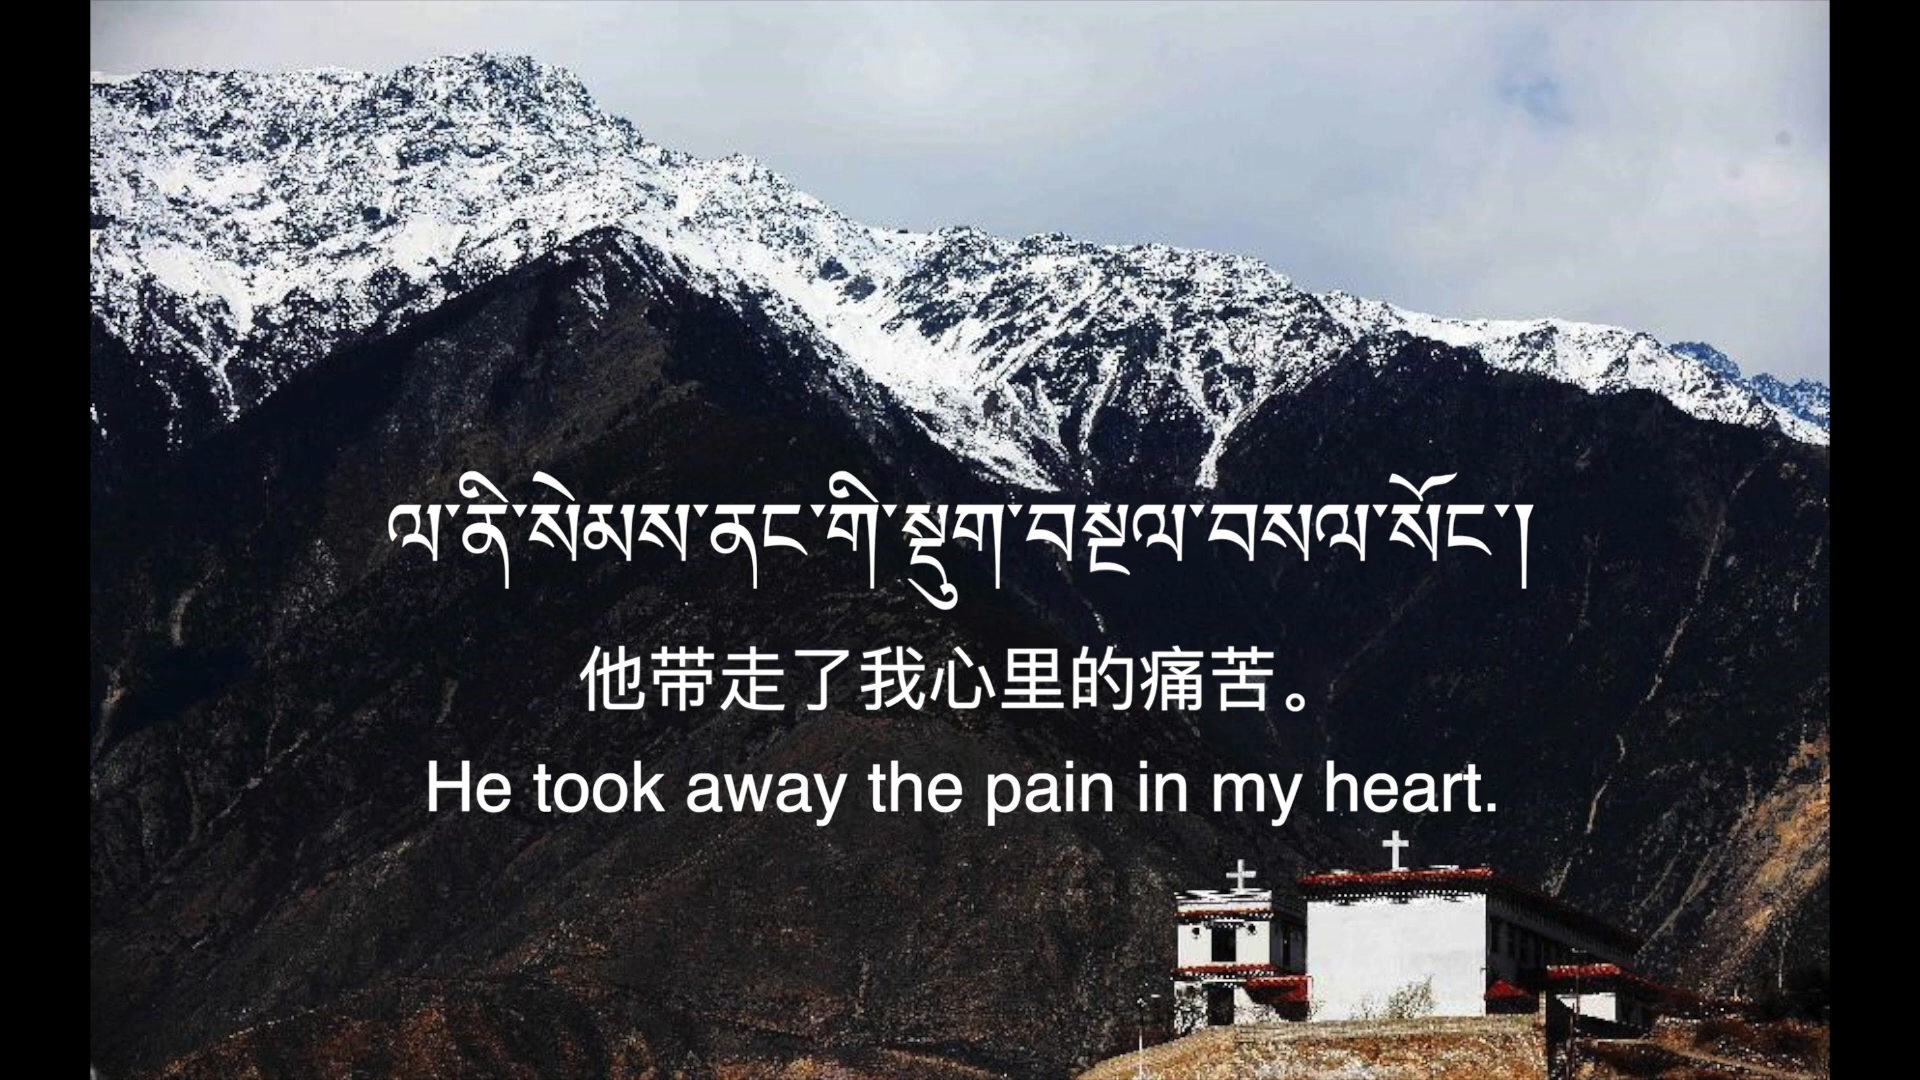 ལ་ནི་སེམས་ནང་གི་སྡུག་བསྔལ་བསལ་སོང་།
他带走了我心里的痛苦。
He took away the pain in my heart.